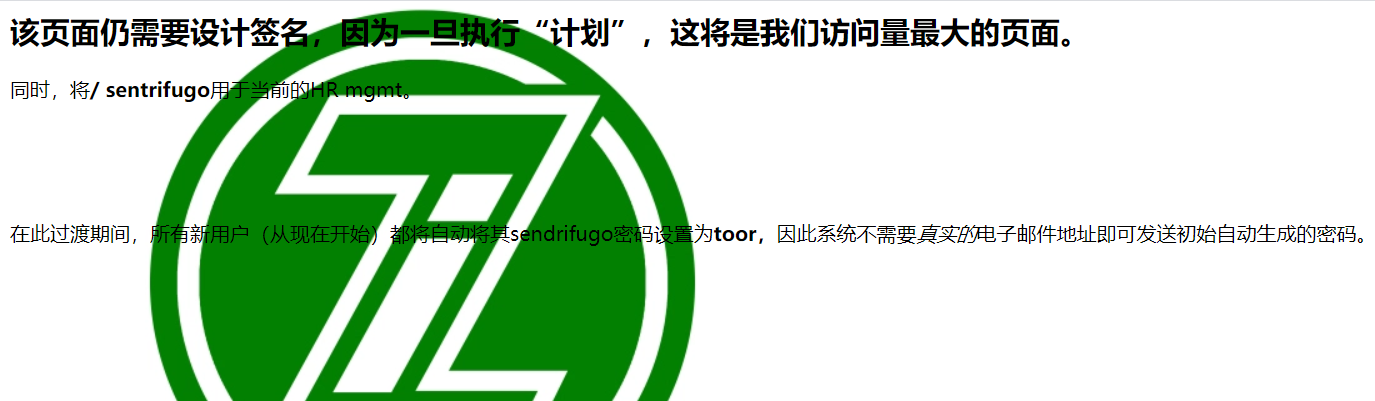 该页面仍需要设计签名，因为一旦执行“计划”，这将是我们访问量最大的页面。
同时，将/ sentrifugo用于当前的HR mgmt。
在此过渡期间，所有新用户（从现在开始）都将自动将其sendrifugo密码设置为toor，因此系统不需要真实的电子邮件地址即可发送初始自动生成的密码。